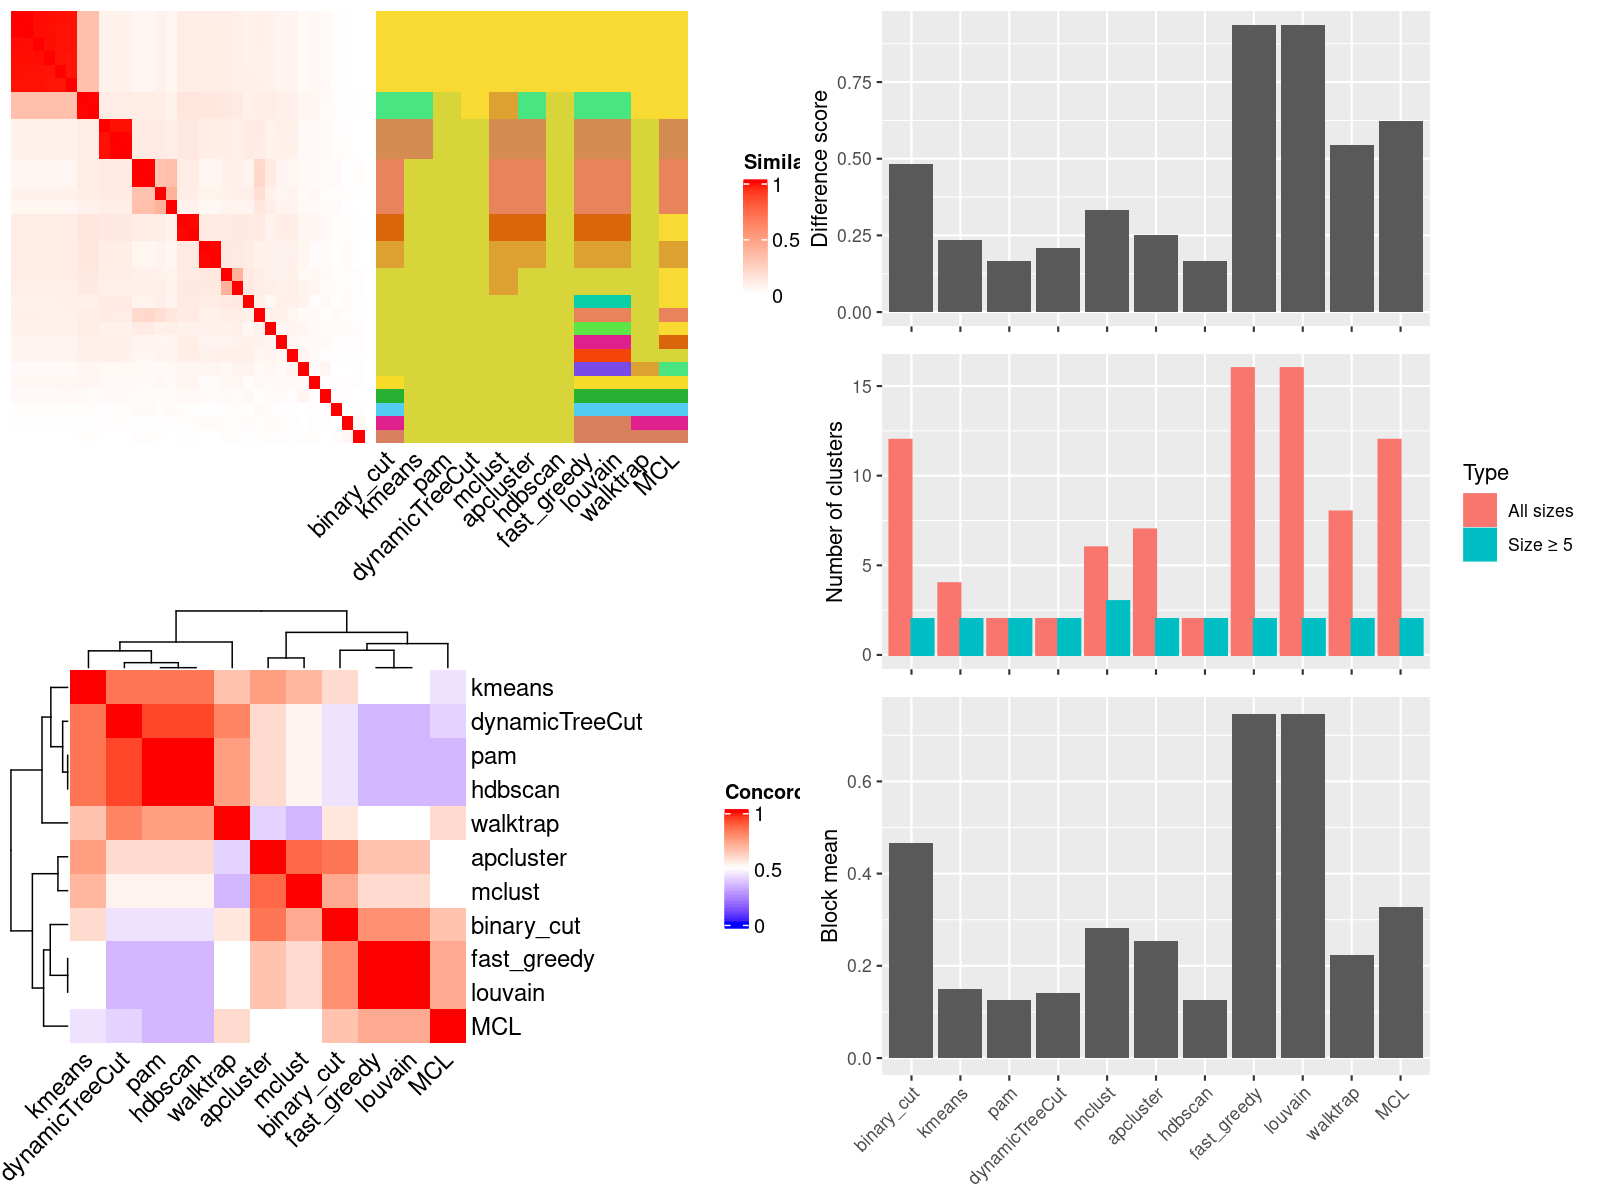 Simila
1
0.5
0
binary_cut
kmeans
pam
dynamicTreeCut
mclust
apcluster
hdbscan
fast_greedy
louvain
walktrap
MCL
Difference score
0.75
0.50
0.25
0.00
Number of clusters
15
10
5
0
Type
All sizes
Size ≥ 5
kmeans
dynamicTreeCut
pam
hdbscan
walktrap
apcluster
mclust
binary_cut
fast_greedy
louvain
MCL
kmeans
dynamicTreeCut
pam
hdbscan
walktrap
apcluster
mclust
binary_cut
fast_greedy
louvain
MCL
Concord
1
0.5
0
Block mean
0.6
0.4
0.2
0.0
binary_cut
kmeans
pam
dynamicTreeCut
mclust
apcluster
hdbscan
fast_greedy
louvain
walktrap
MCL